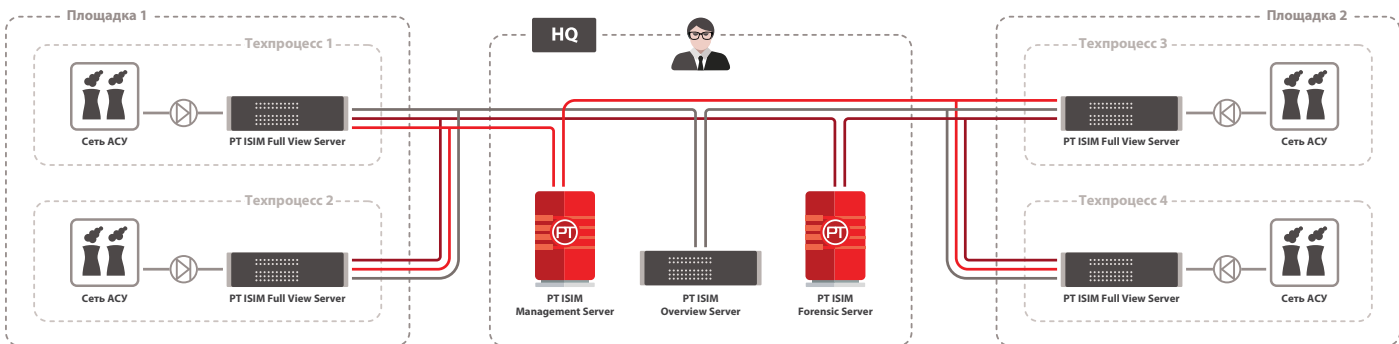 Площадка 1
Техпроцесс 1
Сеть АСУ
PT ISIM Full View Server
Техпроцесс 2
Сеть АСУ
PT ISIM Full View Server
HQ
PT
PT ISIM
Management Server
PT ISIM
Overview Server
PT
PT ISIM
Forensic Server
Площадка 2
Техпроцесс 3
PT ISIM Full View Server
Сеть АСУ
Техпроцесс 4
PT ISIM Full View Server
Сеть АСУ